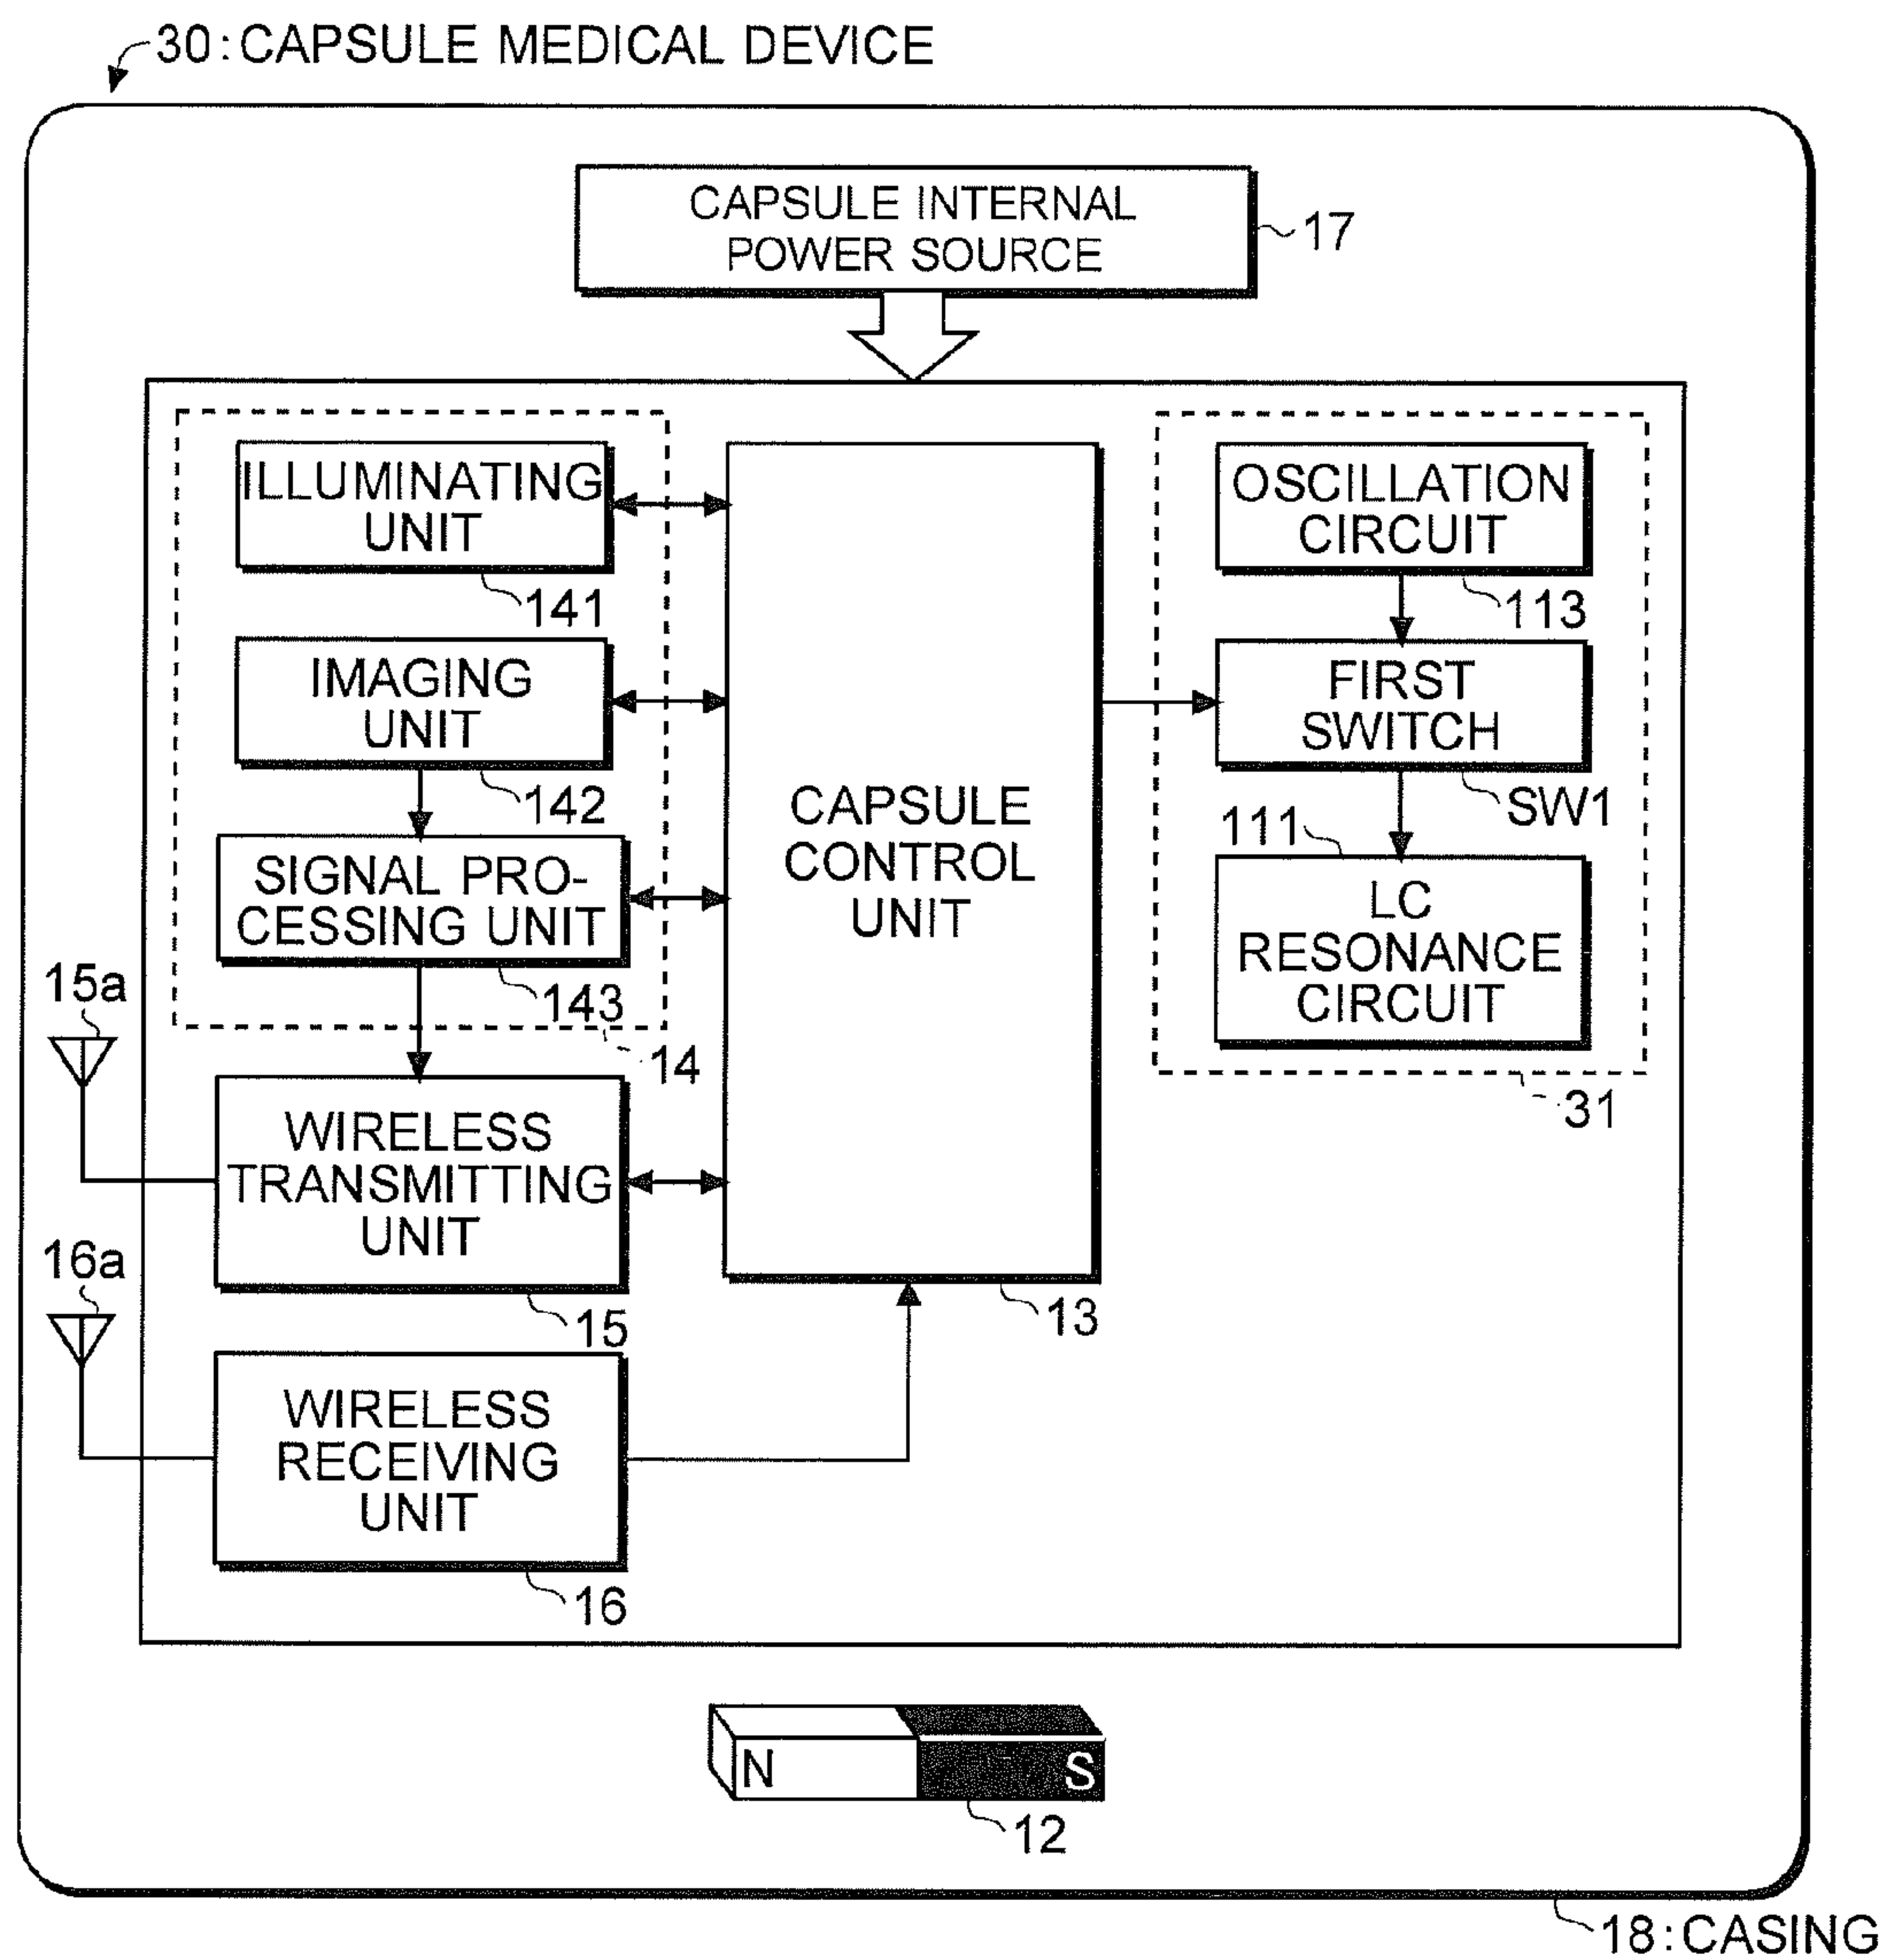 30:CAPSULE MEDICAL DEVICE
CAPSULE INTERNAL
POWER SOURCE
17
ILLUMINATING
UNIT
141
IMAGING
UNIT
142
SIGNAL PRO-
CESSING UNIT
143
14
15a
WIRELESS
TRANSMITTING
UNIT
15
16a
WIRELESS
RECEIVING
UNIT
16
CAPSULE
CONTROL
UNIT
13
OSCILLATION
CIRCUIT
113
FIRST
SWITCH
SW1
111
LC
RESONANCE
CIRCUIT
31
N
S
12
18:CASING